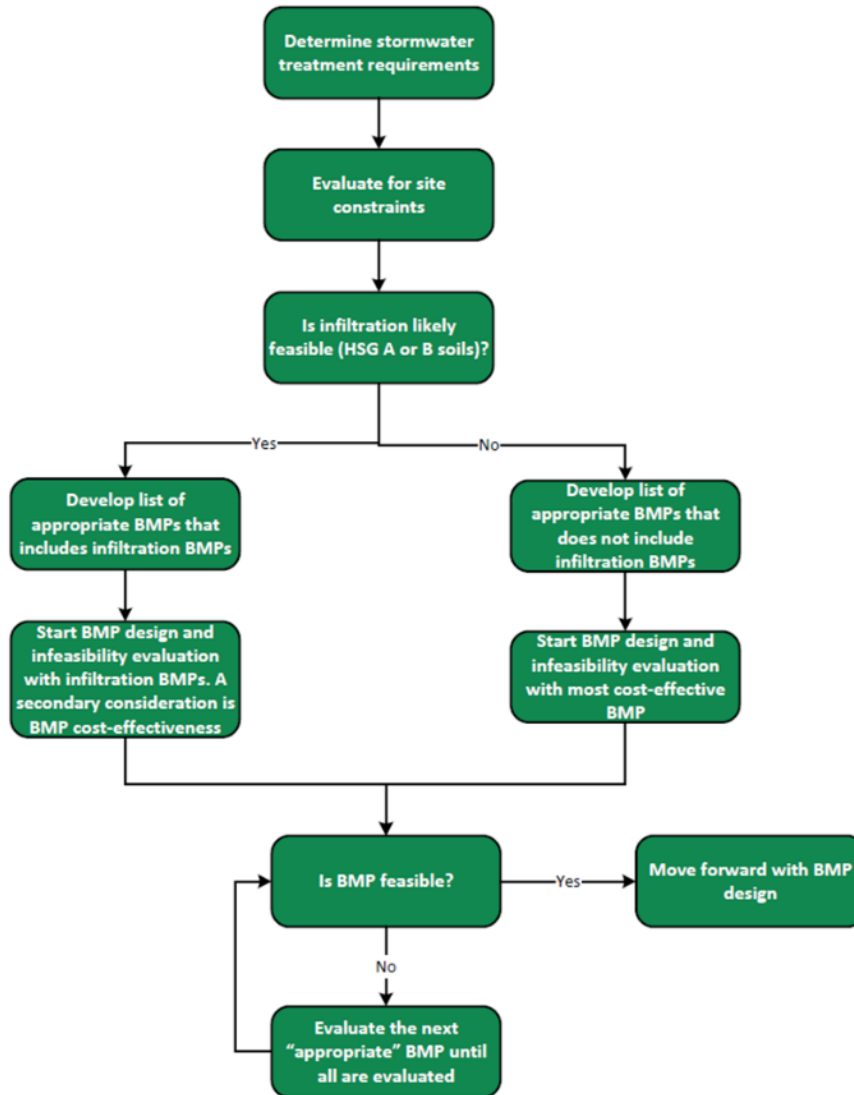 Determine stormwater
treatment requirements
Evaluate for site
constraints
Is infiltration likely
feasible (HSG A or B soils)?
Yes
No
Develop list of
appropriate BMPs that
includes infiltration BMPs
Develop list of
appropriate BMPs that
does not include
infiltration BMPs
Start BMP design and
infeasibility evaluation
with infiltration BMPs. A
secondary consideration is
BMP cost-effectiveness
Start BMP design and
infeasibility evaluation
with most cost-effective
BMP
Is BMP feasible?
Yes
Move forward with BMP
design
No
Evaluate the next
“appropriate” BMP until
all are evaluated